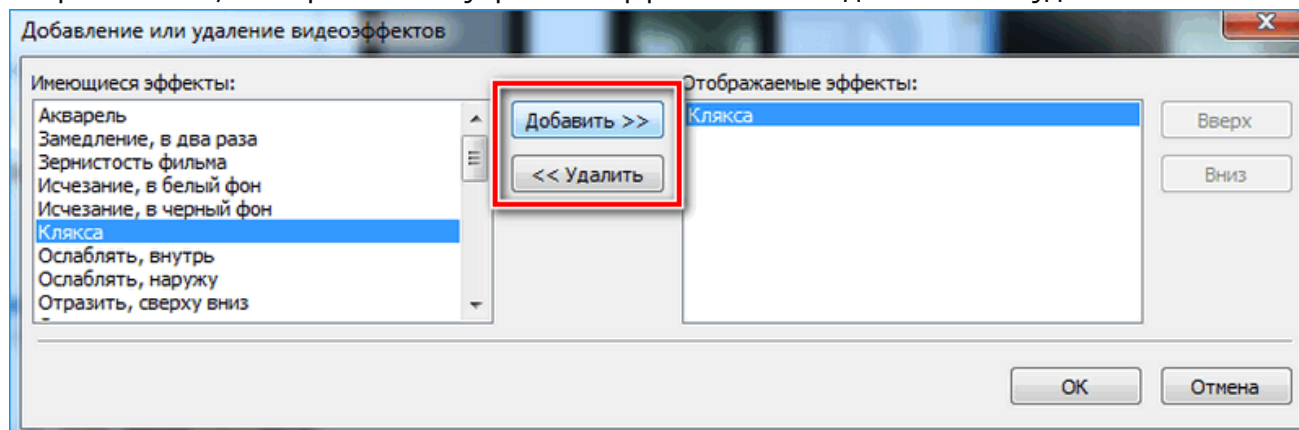 Добавление или удаление видеоэффектов
Имеющиеся эффекты:
Отображаемые эффекты:
Акварель
Замедление, в два раза
Зернистость фильма
Исчезание, в белый фон
Исчезание, в черный фон
Клякса
Ослаблять, внутрь
Ослаблять, наружу
Отразить, сверху вниз
Добавить >>
<< Удалить
Клякса
Вверх
Вниз
ОК
Отмена